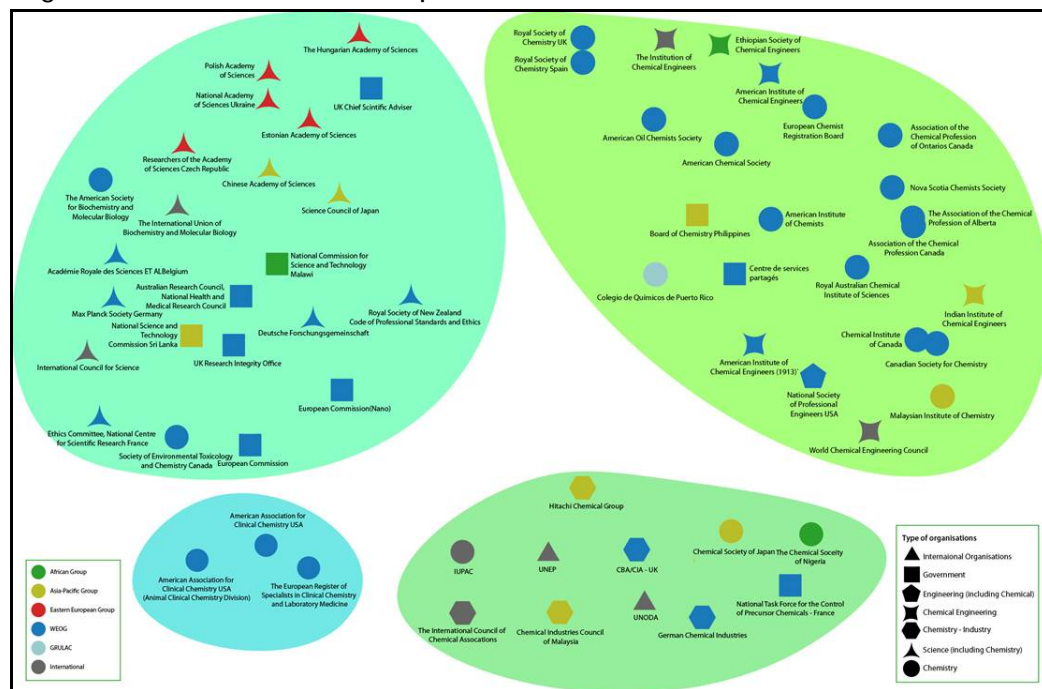 The Hungarian Academy of Sciences
Polish Academy
of Sciences
UK Chief Scintific Adviser
National Academy
of Sciences Ukraine
Estonian Academy of Sciences
Researchers of the Academy
of Sciences Czech Republic
Chinese Academy of Sciences
The American Society
for Biochemistry and
Molecular Biology
Science Council of Japan
The International Union of
Biochemistry and Molecular Biology
National Commission for
Science and Technology
Malawi
Académie Royale des Sciences ET ALBelgium
Australian Research Council,
National Health and
Medical Research Council
Max Planck Society Germany
Royal Society of New Zealand
Code of Professional Standards and Ethics
National Science and
Technology
Commission Sri Lanka
Deutsche Forsychungsgemeinschaft
UK Research Integrity Office
International Council for Science
European Commission(Nano)
Ethics Committee, National Centre
for Scientific Research France
Society of Environmental Toxicology
and Chemistry Canada
European Commission
Royal Society of
Chemistry UK
Royal Society of
Chemistry Spain
The Institution of
Chemical Engineers
Ethiopian Society of
Chemical Engineers
American Institute of
Chemical Engineers
European Chemist
Registration Board
American Oil Chemists Society
American Chemical Society
Association of the
Chemical Profession
of Ontarios Canada
Nova Scotia Chemists Society
Board of Chemistry Philippines
American Institute
of Chemists
The Association of the Chemical
Profession of Alberta
Association of the Chemical
Profession Canada
Colegio de Químicos de Puerto Rico
Centre de services
partagés
Royal Australian Chemical
Institute of Sciences
Indian Institute of
Chemical Engineers
Chemical Institute
of Canada
Canadian Society for Chemistry
American Institute of
Chemical Engineers (1913)`
National Society
of Professional
Engineers USA
Malaysian Institute of Chemistry
World Chemical Engineering Council
American Association for
Clinical Chemistry USA
American Association for
Clinical Chemistry USA
(Animal Clinical Chemistry Division)
The European Register of
Specialists in Clinical Chemistry
and Laboratory Medicine
Hitachi Chemical Group
IUPAC
UNEP
CBA/CIA - UK
Chemical Society of Japan
The Chemical Soceity
of Nigeria
The International Council of
Chemical Assocations
Chemical Industries Council
of Malaysia
UNODA
German Chemical Industries
National Task Force for the Control
of Precursor Chemicals - France
African Group
Asia-Pacific Group
Eastern European Group
WEOG
GRULAC
International
Type of organisations
Internaional Organisations
Government
Engineering (including Chemical)
Chemical Engineering
Chemistry - Industry
Science (including Chemistry)
Chemistry